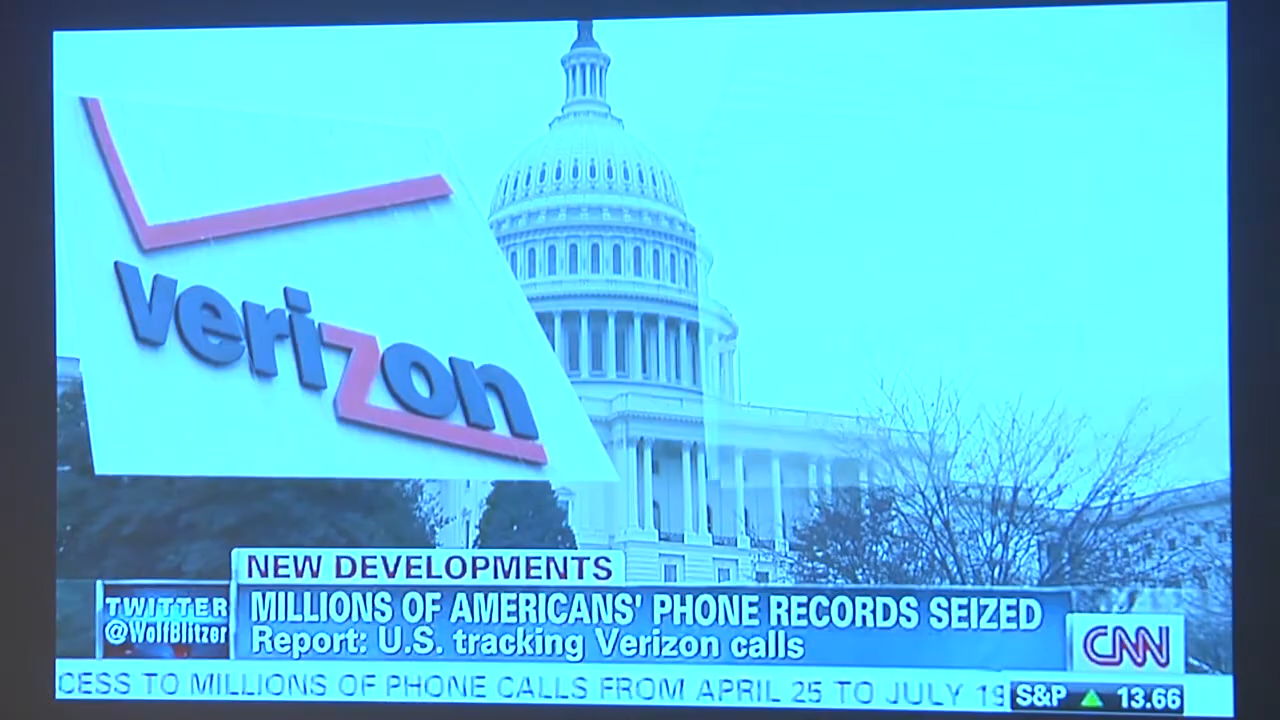 verizon
NEW DEVELOPMENTS
TWITTER
@WolfBlitzer
MILLIONS OF AMERICANS' PHONE RECORDS SEIZED
Report: U.S. tracking Verizon calls
CNN
CESS TO MILLIONS OF PHONE CALLS FROM APRIL 25 TO JULY 19
S&P ▲ 13.66